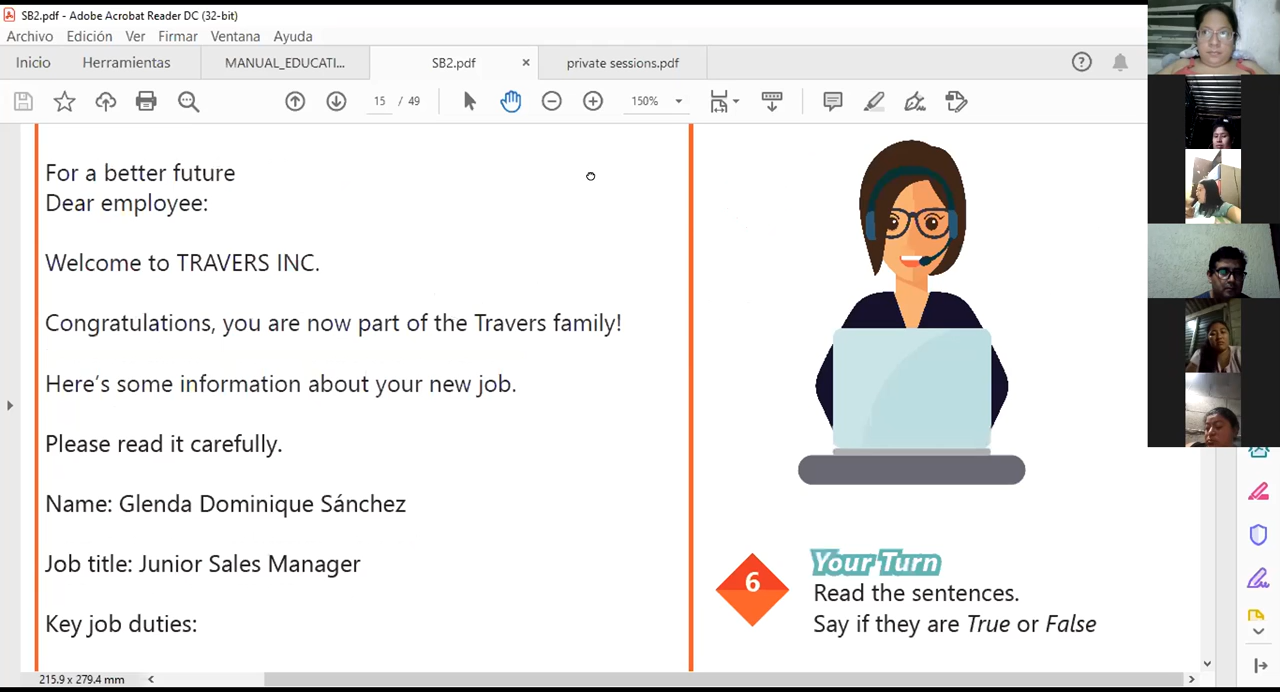 SB2.pdf - Adobe Acrobat Reader DC (32-bit)
Archivo Edición Ver Firmar Ventana Ayuda
Inicio Herramientas MANUAL_EDUCATI... SB2.pdf × private sessions.pdf
15 / 49 150%
For a better future
Dear employee:
Welcome to TRAVERS INC.
Congratulations, you are now part of the Travers family!
Here's some information about your new job.
Please read it carefully.
Name: Glenda Dominique Sánchez
Job title: Junior Sales Manager
Key job duties:
6 Your Turn
Read the sentences.
Say if they are True or False
215.9 x 279.4 mm